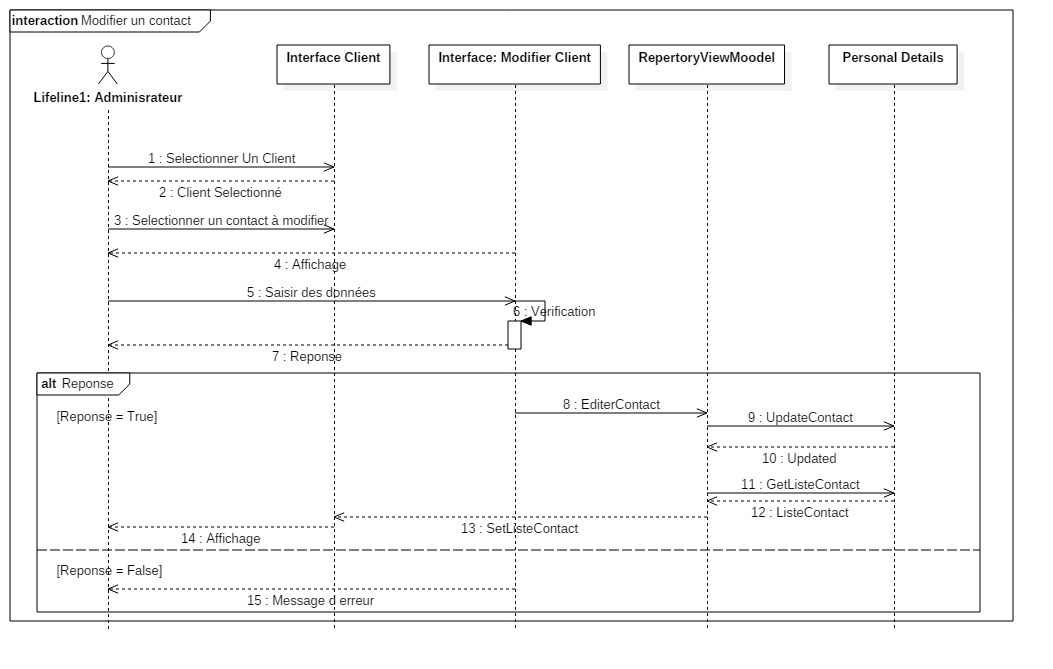 interaction Modifier un contact
Interface Client
Interface: Modifier Client
RepertoryViewMoodel
Personal Details
Lifeline1: Adminisrateur
1 : Selectionner Un Client
2 : Client Selectionné
3 : Selectionner un contact à modifier
4 : Affichage
5 : Saisir des données
6 : Verification
7 : Reponse
alt Reponse
[Reponse = True]
8 : EditerContact
9 : UpdateContact
10 : Updated
11 : GetListeContact
12 : ListeContact
13 : SetListeContact
14 : Affichage
[Reponse = False]
15 : Message d erreur